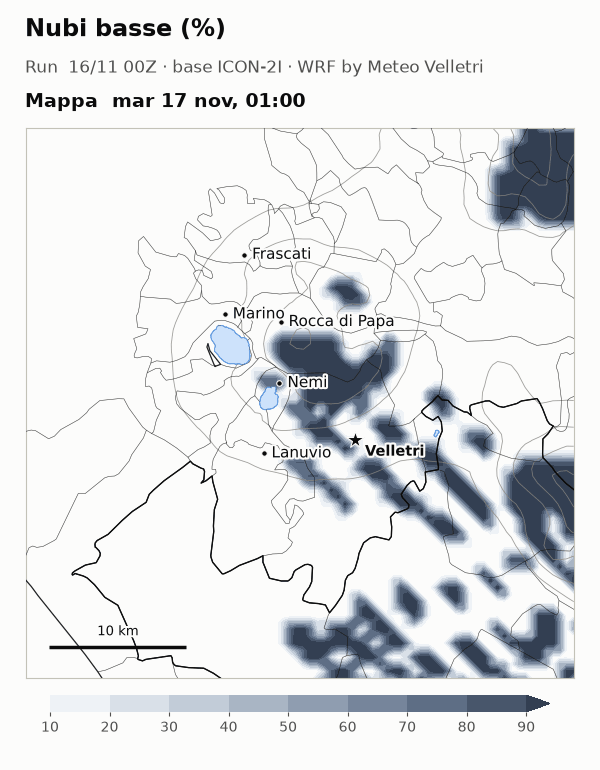 Nubi basse (%)
Run  16/11 00Z · base ICON-2I · WRF by Meteo Velletri
Mappa  mar 17 nov, 01:00
Frascati
Marino
Rocca di Papa
Nemi
Velletri
Lanuvio
10 km
10 20 30 40 50 60 70 80 90